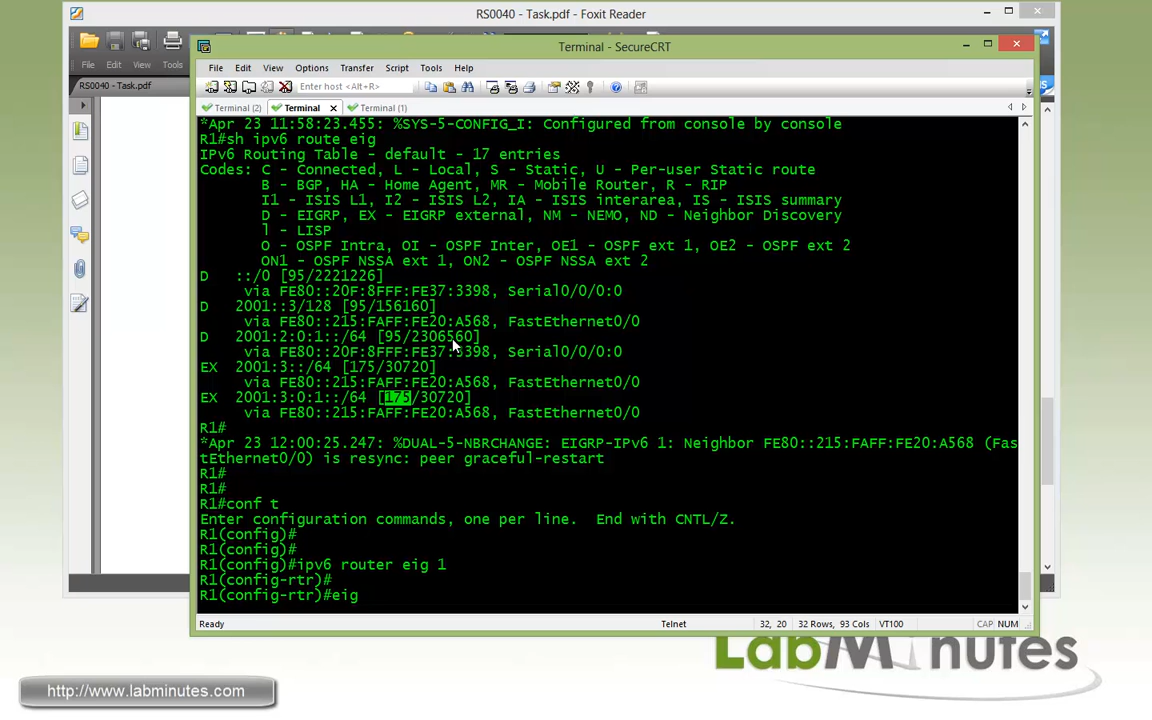 RS0040 - Task.pdf - Foxit Reader
File Edit View
RS0040 - Task.pdf
Terminal - SecureCRT
File Edit View Options Transfer Script Tools Help
Enter host <Alt+R>
Terminal (2) Terminal Terminal (1)
*Apr 23 11:58:23.455: %SYS-5-CONFIG_I: Configured from console by console
R1#sh ipv6 route eig
IPv6 Routing Table - default - 17 entries
Codes: C - Connected, L - Local, S - Static, U - Per-user Static route
B - BGP, HA - Home Agent, MR - Mobile Router, R - RIP
I1 - ISIS L1, I2 - ISIS L2, IA - ISIS interarea, IS - ISIS summary
D - EIGRP, EX - EIGRP external, NM - NEMO, ND - Neighbor Discovery
l - LISP
O - OSPF Intra, OI - OSPF Inter, OE1 - OSPF ext 1, OE2 - OSPF ext 2
ON1 - OSPF NSSA ext 1, ON2 - OSPF NSSA ext 2
D ::/0 [95/2221226]
via FE80::20F:8FFF:FE37:3398, Serial0/0/0:0
D 2001::3/128 [95/156160]
via FE80::215:FAFF:FE20:A568, FastEthernet0/0
D 2001:2:0:1::/64 [95/2306560]
via FE80::20F:8FFF:FE37:3398, Serial0/0/0:0
EX 2001:3::/64 [175/30720]
via FE80::215:FAFF:FE20:A568, FastEthernet0/0
EX 2001:3:0:1::/64 [175/30720]
via FE80::215:FAFF:FE20:A568, FastEthernet0/0
R1#
*Apr 23 12:00:25.247: %DUAL-5-NBRCHANGE: EIGRP-IPv6 1: Neighbor FE80::215:FAFF:FE20:A568 (Fas
tEthernet0/0) is resync: peer graceful-restart
R1#
R1#
R1#conf t
Enter configuration commands, one per line. End with CNTL/Z.
R1(config)#
R1(config)#
R1(config)#ipv6 router eig 1
R1(config-rtr)#
R1(config-rtr)#eig
Ready Telnet 32, 20 32 Rows, 93 Cols VT100 CAP NUM
LabMinutes
http://www.labminutes.com